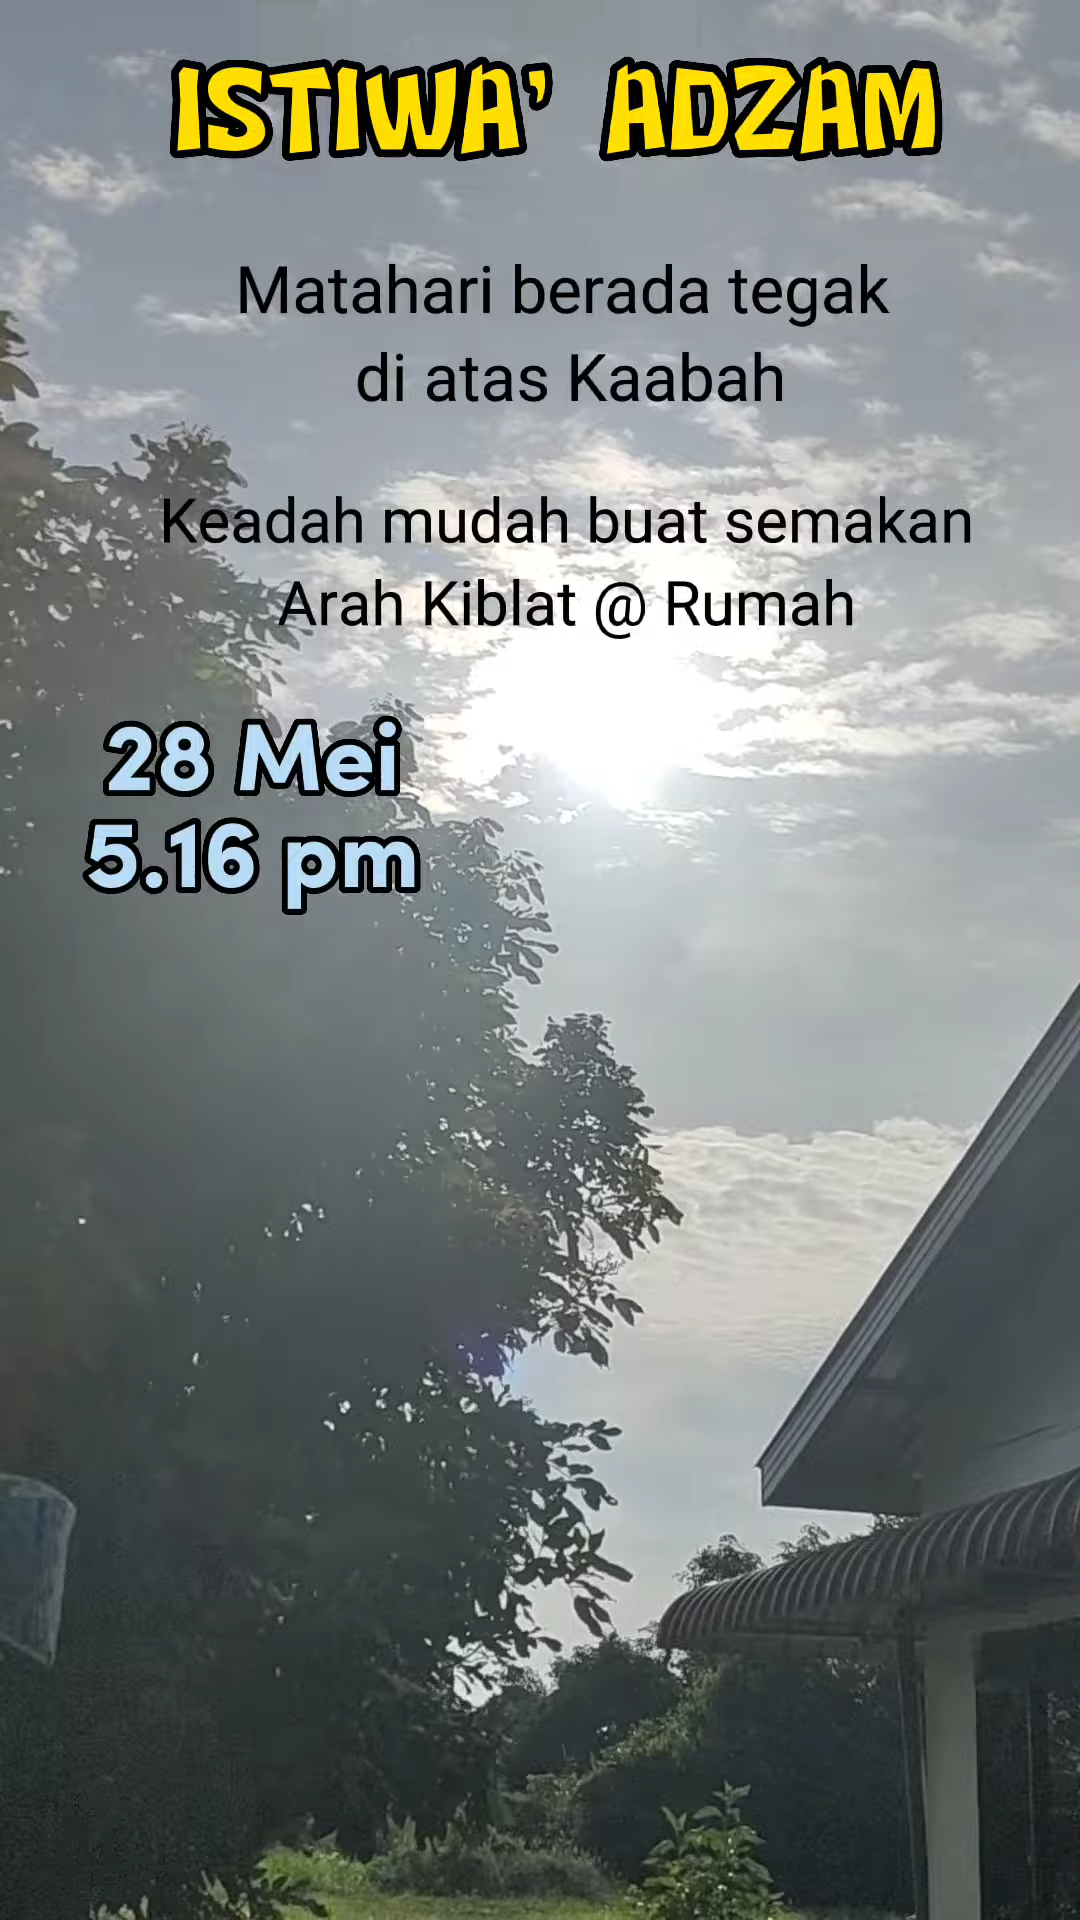 ISTIWA' ADZAM
Matahari berada tegak
di atas Kaabah
Keadah mudah buat semakan
Arah Kiblat @ Rumah
28 Mei
5.16 pm